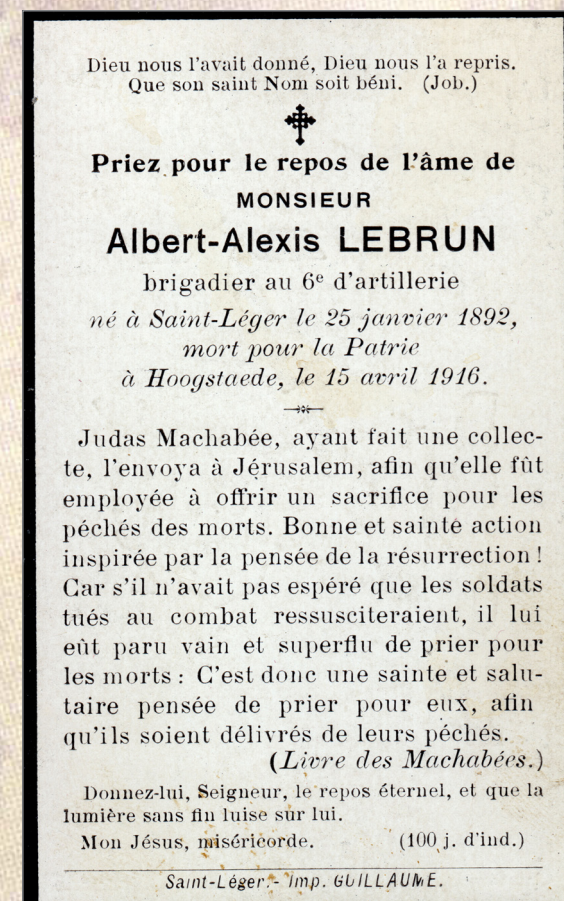 Dieu nous l'avait donné, Dieu nous l'a repris.
Que son saint Nom soit béni. (Job.)
Priez pour le repos de l'âme de
MONSIEUR
Albert-Alexis LEBRUN
brigadier au 6e d'artillerie
né à Saint-Léger le 25 janvier 1892,
mort pour la Patrie
à Hoogstaede, le 15 avril 1916.
Judas Machabée, ayant fait une collec-
te, l'envoya à Jérusalem, afin qu'elle fût
employée à offrir un sacrifice pour les
péchés des morts. Bonne et sainte action
inspirée par la pensée de la résurrection !
Car s'il n'avait pas espéré que les soldats
tués au combat ressusciteraient, il lui
eût paru vain et superflu de prier pour
les morts : C'est donc une sainte et salu-
taire pensée de prier pour eux, afin
qu'ils soient délivrés de leurs péchés.
(Livre des Machabées.)
Donnez-lui, Seigneur, le repos éternel, et que la
lumière sans fin luise sur lui.
Mon Jésus, miséricorde. (100 j. d'ind.)
Saint-Léger.- Imp. GUILLAUME.